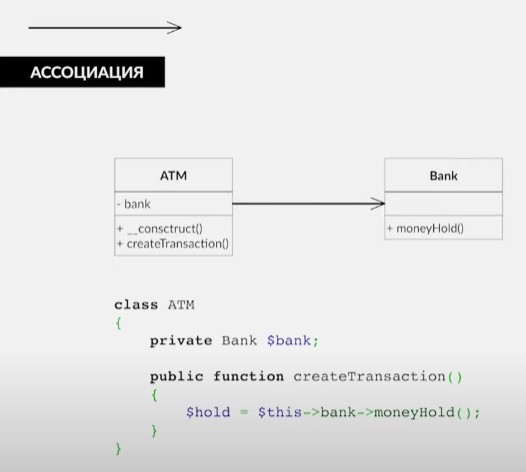 АССОЦИАЦИЯ
ATM
Bank
- bank
+ __consctruct()
+ createTransaction()
+ moneyHold()
class ATM
{
private Bank $bank;
public function createTransaction()
{
$hold = $this->bank->moneyHold();
}
}